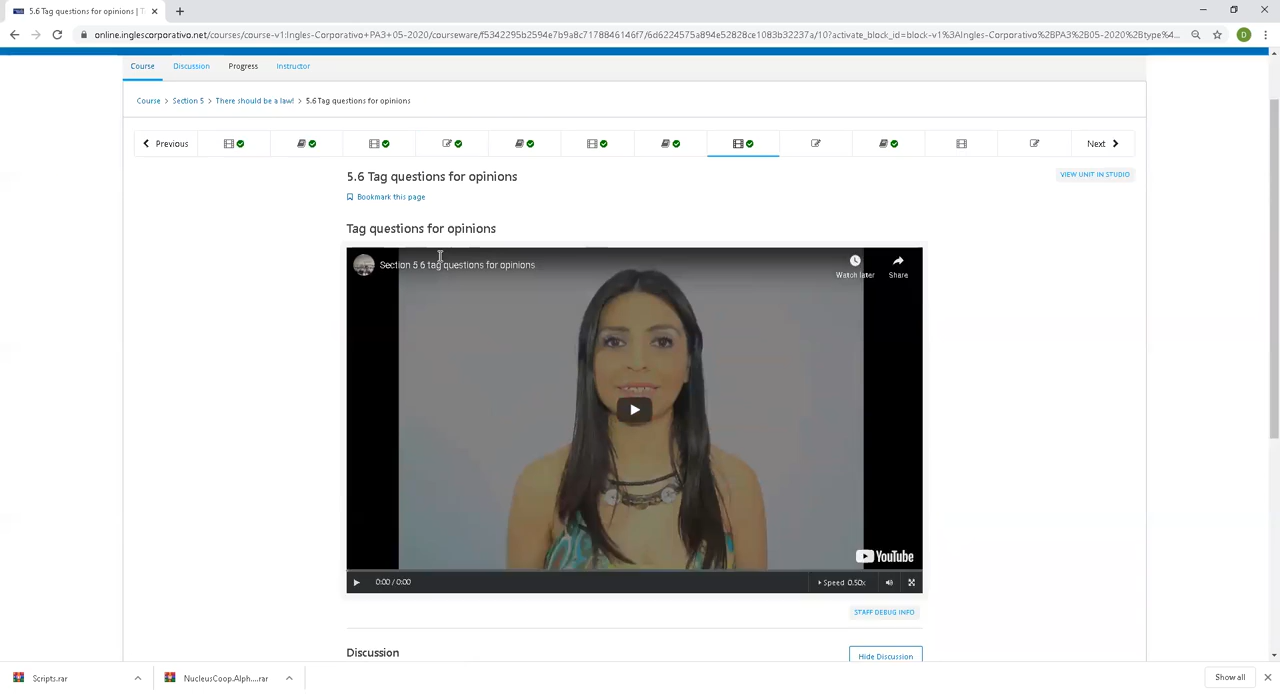 5.6 Tag questions for opinions | T
online.inglescorporativo.net/courses/course-v1:Ingles-Corporativo+PA3+05-2020/courseware/f5342295b2594e7b9a8c7178846146f7/6d6224575a894e52828ce1083b32237a/10?activate_block_id=block-v1%3AIngles-Corporativo%2BPA3%2B05-2020%2Btype%4...
D
Course
Discussion
Progress
Instructor
Course > Section 5 > There should be a law! > 5.6 Tag questions for opinions
Previous
Next
5.6 Tag questions for opinions
VIEW UNIT IN STUDIO
Bookmark this page
Tag questions for opinions
Section 5 6 tag questions for opinions
Watch later
Share
YouTube
0:00 / 0:00
Speed 0.50x
STAFF DEBUG INFO
Discussion
Hide Discussion
Scripts.rar
NucleusCoop.Alph....rar
Show all